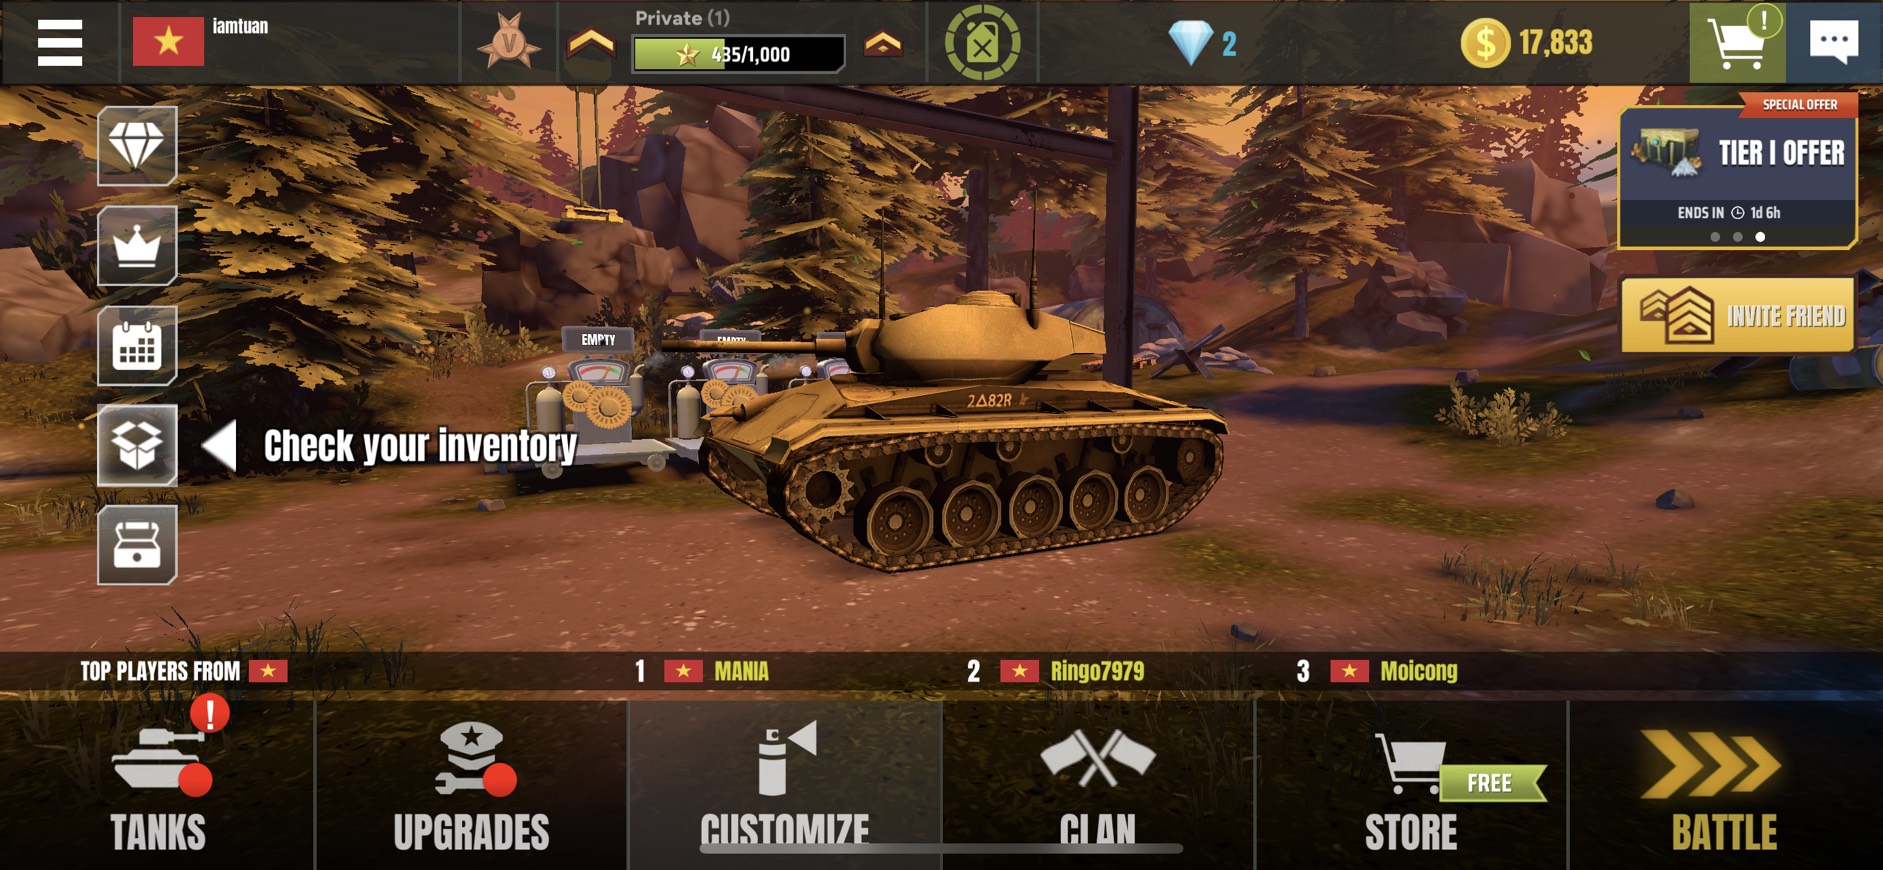 iamtuan
V
Private (1)
435/1,000
2
$ 17,833
!
SPECIAL OFFER
TIER I OFFER
ENDS IN 1d 6h
INVITE FRIEND
EMPTY
EMPTY
2Δ82R
Check your inventory
TOP PLAYERS FROM
1 MANIA
2 Ringo7979
3 Moicong
!
TANKS
UPGRADES
CUSTOMIZE
CLAN
FREE
STORE
BATTLE